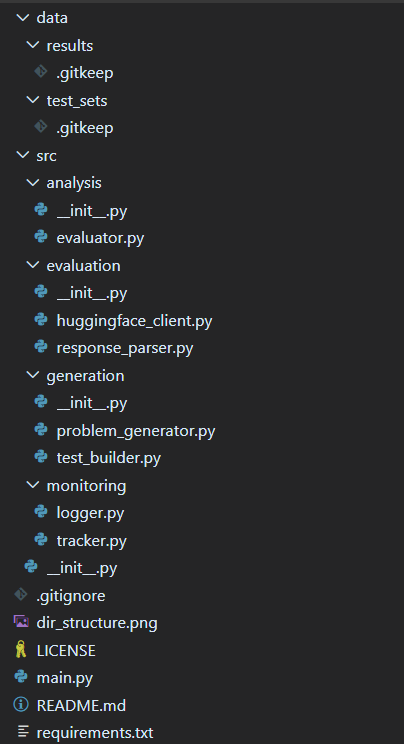 data
results
.gitkeep
test_sets
.gitkeep
src
analysis
__init__.py
evaluator.py
evaluation
__init__.py
huggingface_client.py
response_parser.py
generation
__init__.py
problem_generator.py
test_builder.py
monitoring
logger.py
tracker.py
__init__.py
.gitignore
dir_structure.png
LICENSE
main.py
README.md
requirements.txt